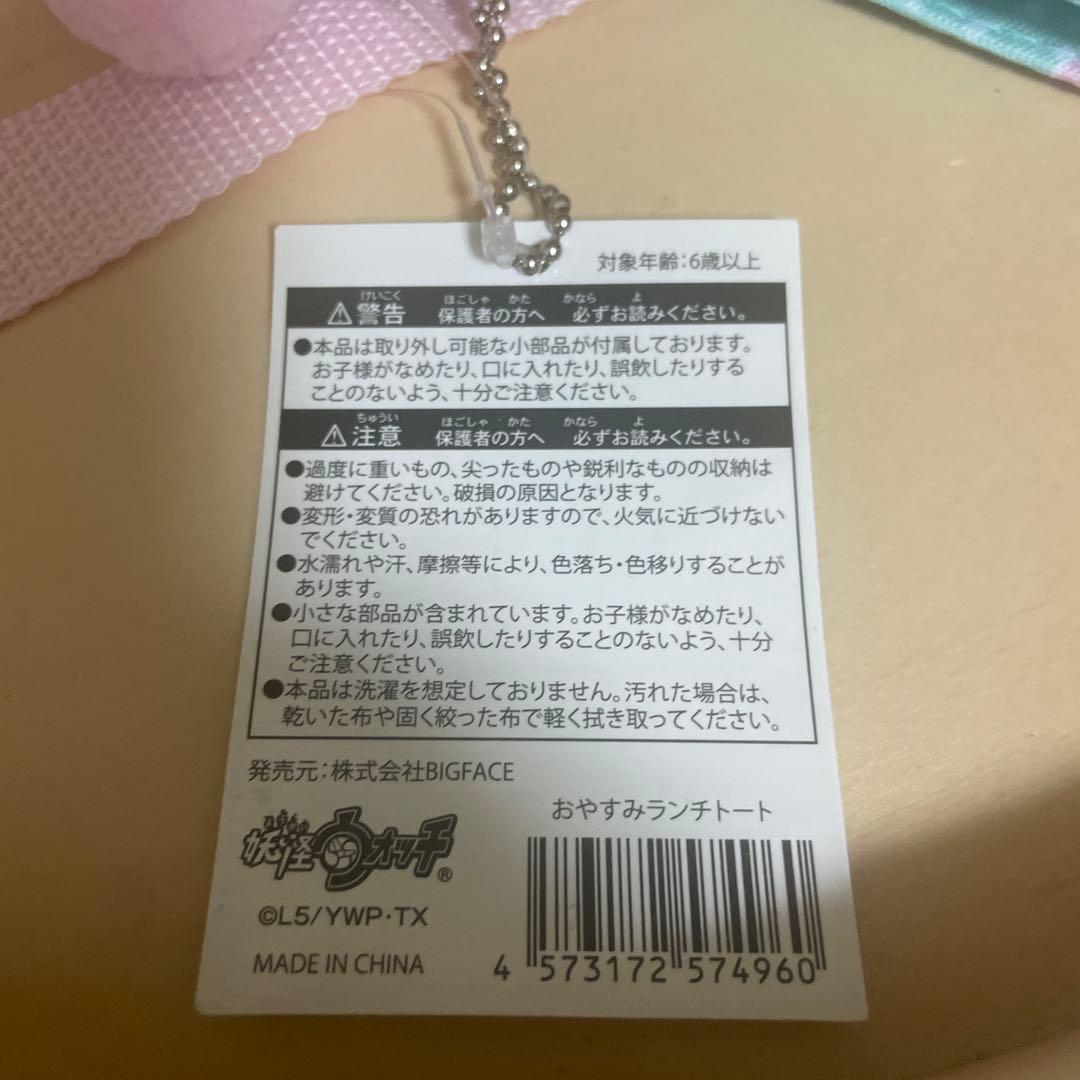 対象年齢:6歳以上
けいこく ほごしゃ かた かなら よ
⚠警告 保護者の方へ 必ずお読みください。
●本品は取り外し可能な小部品が付属しております。
お子様がなめたり、口に入れたり、誤飲したりする
ことのないよう、十分ご注意ください。
ちゅうい ほごしゃ かた かなら よ
⚠注意 保護者の方へ 必ずお読みください。
●過度に重いもの、尖ったものや鋭利なものの収納は
避けてください。破損の原因となります。
●変形・変質の恐れがありますので、火気に近づけない
でください。
●水濡れや汗、摩擦等により、色落ち・色移りすることが
あります。
●小さな部品が含まれています。お子様がなめたり、
口に入れたり、誤飲したりすることのないよう、十分
ご注意ください。
●本品は洗濯を想定しておりません。汚れた場合は、
乾いた布や固く絞った布で軽く拭き取ってください。
発売元:株式会社BIGFACE
おやすみランチトート
妖怪ウォッチ®
©L5/YWP・TX
MADE IN CHINA
4 573172 574960